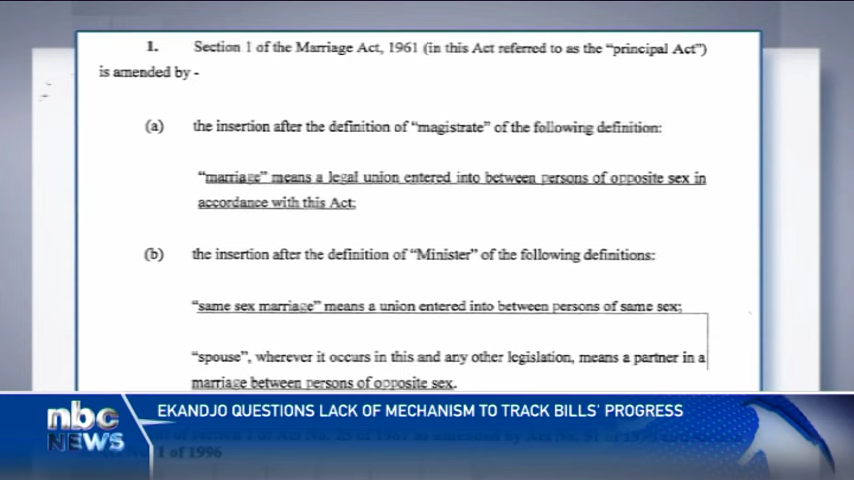 1. Section 1 of the Marriage Act, 1961 (in this Act referred to as the “principal Act”)
is amended by -
(a) the insertion after the definition of “magistrate” of the following definition:
“marriage” means a legal union entered into between persons of opposite sex in
accordance with this Act;
(b) the insertion after the definition of “Minister” of the following definitions:
“same sex marriage” means a union entered into between persons of same sex;
“spouse”, wherever it occurs in this and any other legislation, means a partner in a
marriage between persons of opposite sex.
nbc
NEWS
EKANDJO QUESTIONS LACK OF MECHANISM TO TRACK BILLS' PROGRESS
1 of 1996